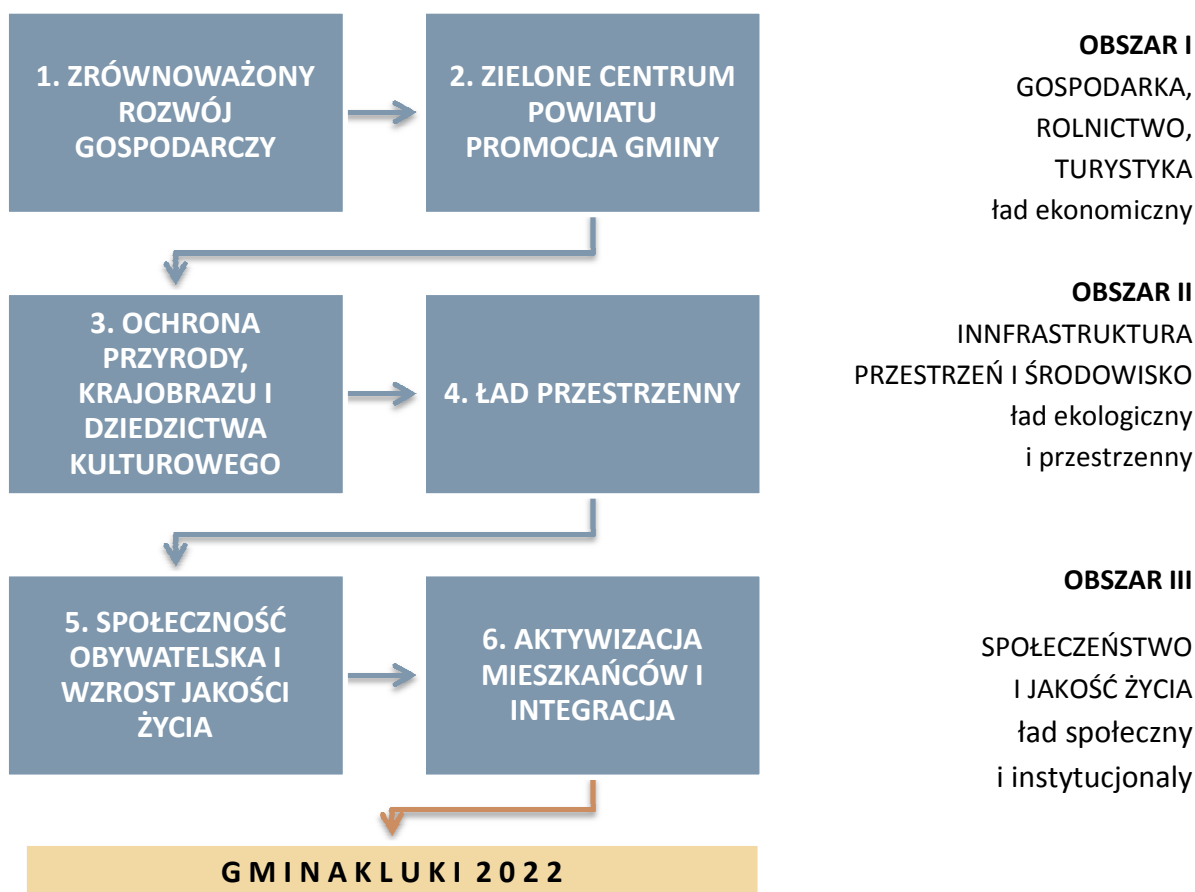 1. ZRÓWNOWAŻONY
ROZWÓJ
GOSPODARCZY
2. ZIELONE CENTRUM
POWIATU
PROMOCJA GMINY
OBSZAR I
GOSPODARKA,
ROLNICTWO,
TURYSTYKA
ład ekonomiczny
3. OCHRONA
PRZYRODY,
KRAJOBRAZU I
DZIEDZICTWA
KULTUROWEGO
4. ŁAD PRZESTRZENNY
OBSZAR II
INNFRASTRUKTURA
PRZESTRZEŃ I ŚRODOWISKO
ład ekologiczny
i przestrzenny
5. SPOŁECZNOŚĆ
OBYWATELSKA I
WZROST JAKOŚCI
ŻYCIA
6. AKTYWIZACJA
MIESZKAŃCÓW I
INTEGRACJA
OBSZAR III
SPOŁECZEŃSTWO
I JAKOŚĆ ŻYCIA
ład społeczny
i instytucjonaly
G M I N A K L U K I 2 0 2 2